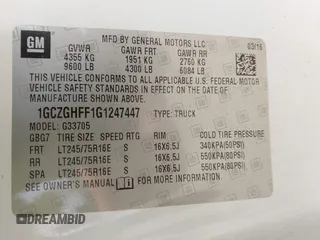 GM
MFD BY GENERAL MOTORS LLC
03/16
GVWR GAWR FRT GAWR RR
4355 KG 1951 KG 2760 KG
9600 LB 4300 LB 6084 LB
THIS VEHICLE CONFORMS TO ALL APPLICABLE U.S. FEDERAL MOTOR
VEHICLE SAFETY STANDARDS IN EFFECT ON THE DATE OF
MANUFACTURE SHOWN ABOVE.
1GCZGHFF1G1247447 TYPE: TRUCK
MODEL: G33705
GBG7 TIRE SIZE SPEED RTG RIM COLD TIRE PRESSURE
FRT LT245/75R16E S 16X6.5J 340KPA(50PSI)
RR LT245/75R16E S 16X6.5J 550KPA(80PSI)
SPA LT245/75R16E S 16X6.5J 550KPA(80PSI)
SEE OWNER'S MANUAL FOR ADDITIONAL INFORMATION.
DREAMBID